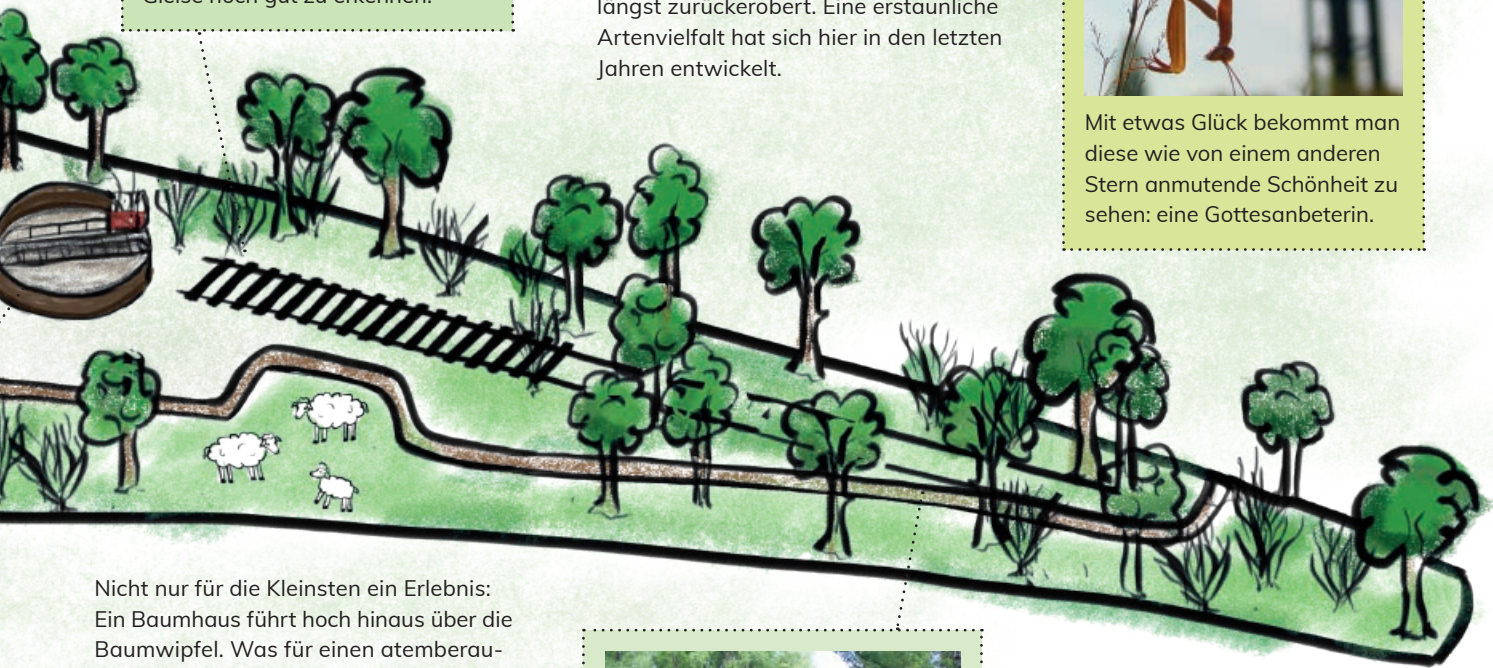 Gleise noch gut zu erkennen.
längst zurückerobert. Eine erstaunliche
Artenvielfalt hat sich hier in den letzten
Jahren entwickelt.
Mit etwas Glück bekommt man
diese wie von einem anderen
Stern anmutende Schönheit zu
sehen: eine Gottesanbeterin.
Nicht nur für die Kleinsten ein Erlebnis:
Ein Baumhaus führt hoch hinaus über die
Baumwipfel. Was für einen atemberau-